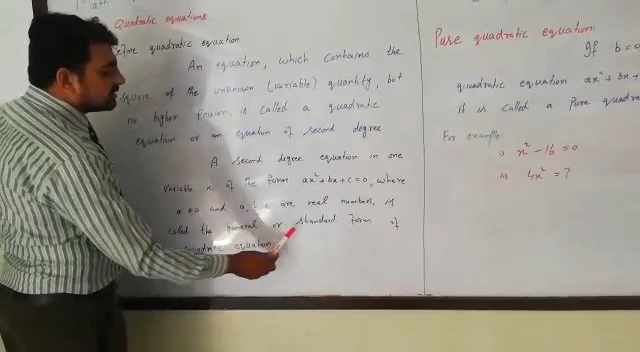 Quadratic equations
Define quadratic equation
An equation, which contains the
square of the unknown (variable) quantity, but
no higher power, is called a quadratic
equation or an equation of second degree
A second degree equation in one
variable x of the form ax²+bx+c=0, where
a≠0 and a, b, c are real numbers, is
called the general or standard form of
equation
Pure quadratic equation:
If b=0
quadratic equation ax²+bx+
it is called a Pure quadra
For example:
i) x²-16=0
ii) 4x²=7